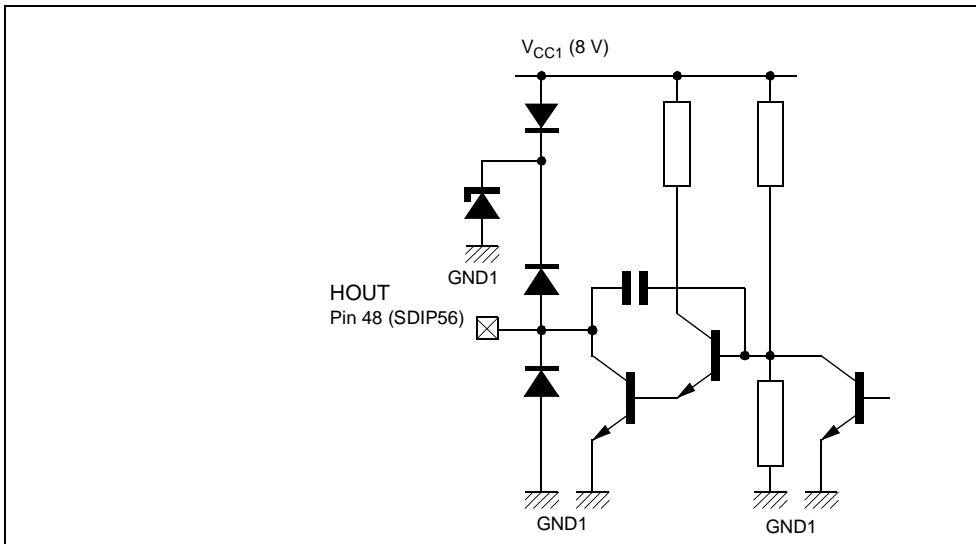 VCC1 (8 V)
GND1
HOUT
Pin 48 (SDIP56)
GND1
GND1